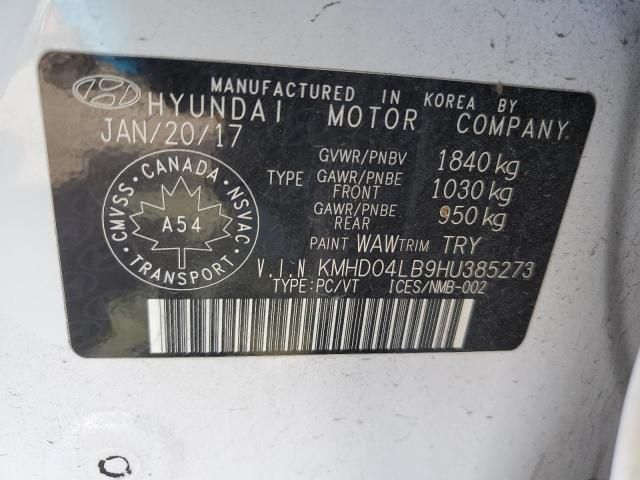 MANUFACTURED IN KOREA BY
HYUNDAI MOTOR COMPANY.
JAN/20/17
GVWR/PNBV 1840 kg
TYPE GAWR/PNBE FRONT 1030 kg
GAWR/PNBE REAR 950 kg
PAINT WAW TRIM TRY
CMVSS · CANADA · NSVAC
A54
TRANSPORT
V.I.N KMHD04LB9HU385273
TYPE:PC/VT ICES/NMB-002